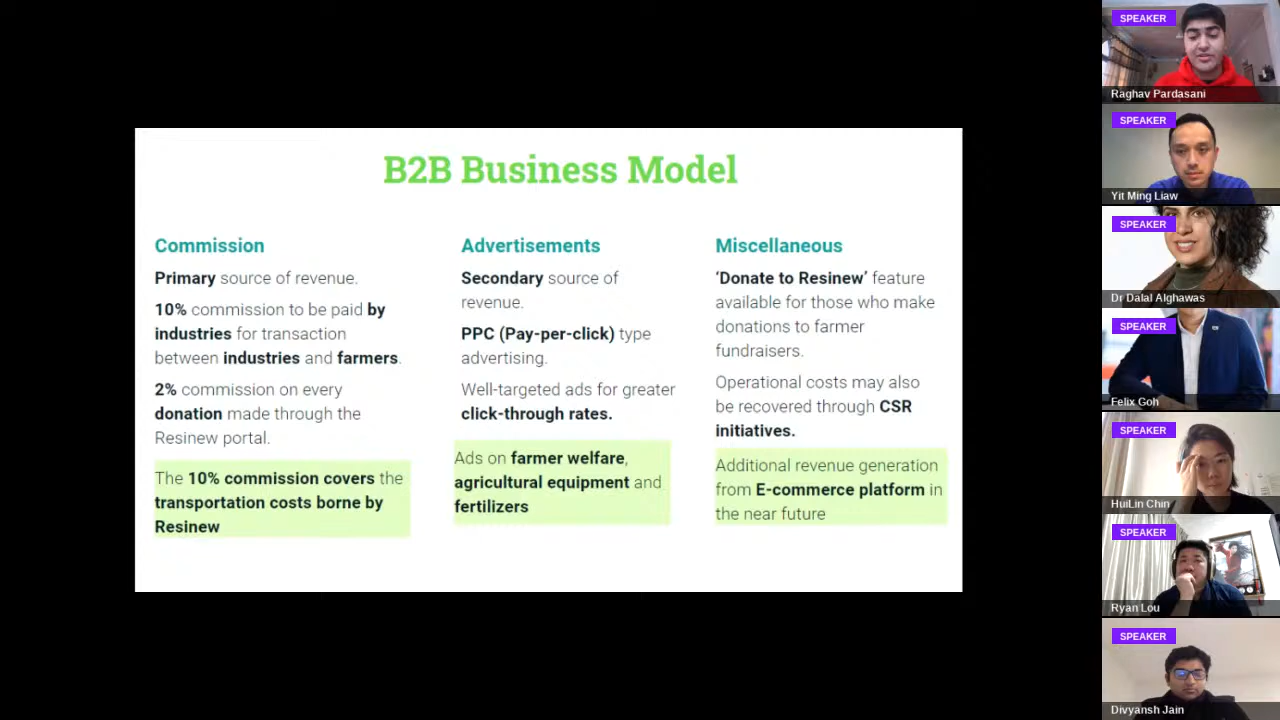 B2B Business Model
Commission
Primary source of revenue.
10% commission to be paid by
industries for transaction
between industries and farmers.
2% commission on every
donation made through the
Resinew portal.
The 10% commission covers the
transportation costs borne by
Resinew
Advertisements
Secondary source of
revenue.
PPC (Pay-per-click) type
advertising.
Well-targeted ads for greater
click-through rates.
Ads on farmer welfare,
agricultural equipment and
fertilizers
Miscellaneous
‘Donate to Resinew’ feature
available for those who make
donations to farmer
fundraisers.
Operational costs may also
be recovered through CSR
initiatives.
Additional revenue generation
from E-commerce platform in
the near future
SPEAKER
Raghav Pardasani
SPEAKER
Yit Ming Liaw
SPEAKER
Dr Dalal Alghawas
SPEAKER
Felix Goh
SPEAKER
HuiLin Chin
SPEAKER
Ryan Lou
SPEAKER
Divyansh Jain